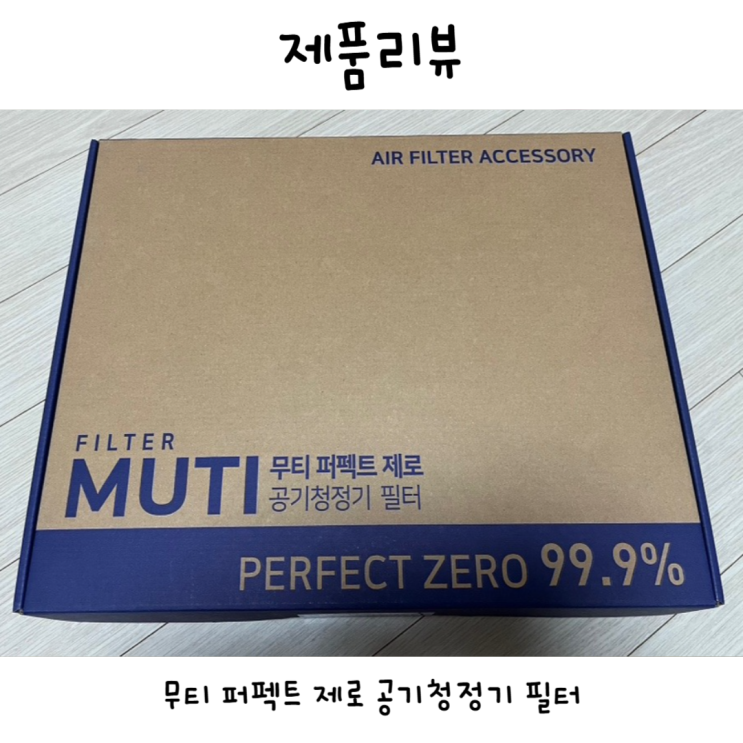 제품리뷰
AIR FILTER ACCESSORY
FILTER
MUTI 무티 퍼펙트 제로
공기청정기 필터
PERFECT ZERO 99.9%
무티 퍼펙트 제로 공기청정기 필터